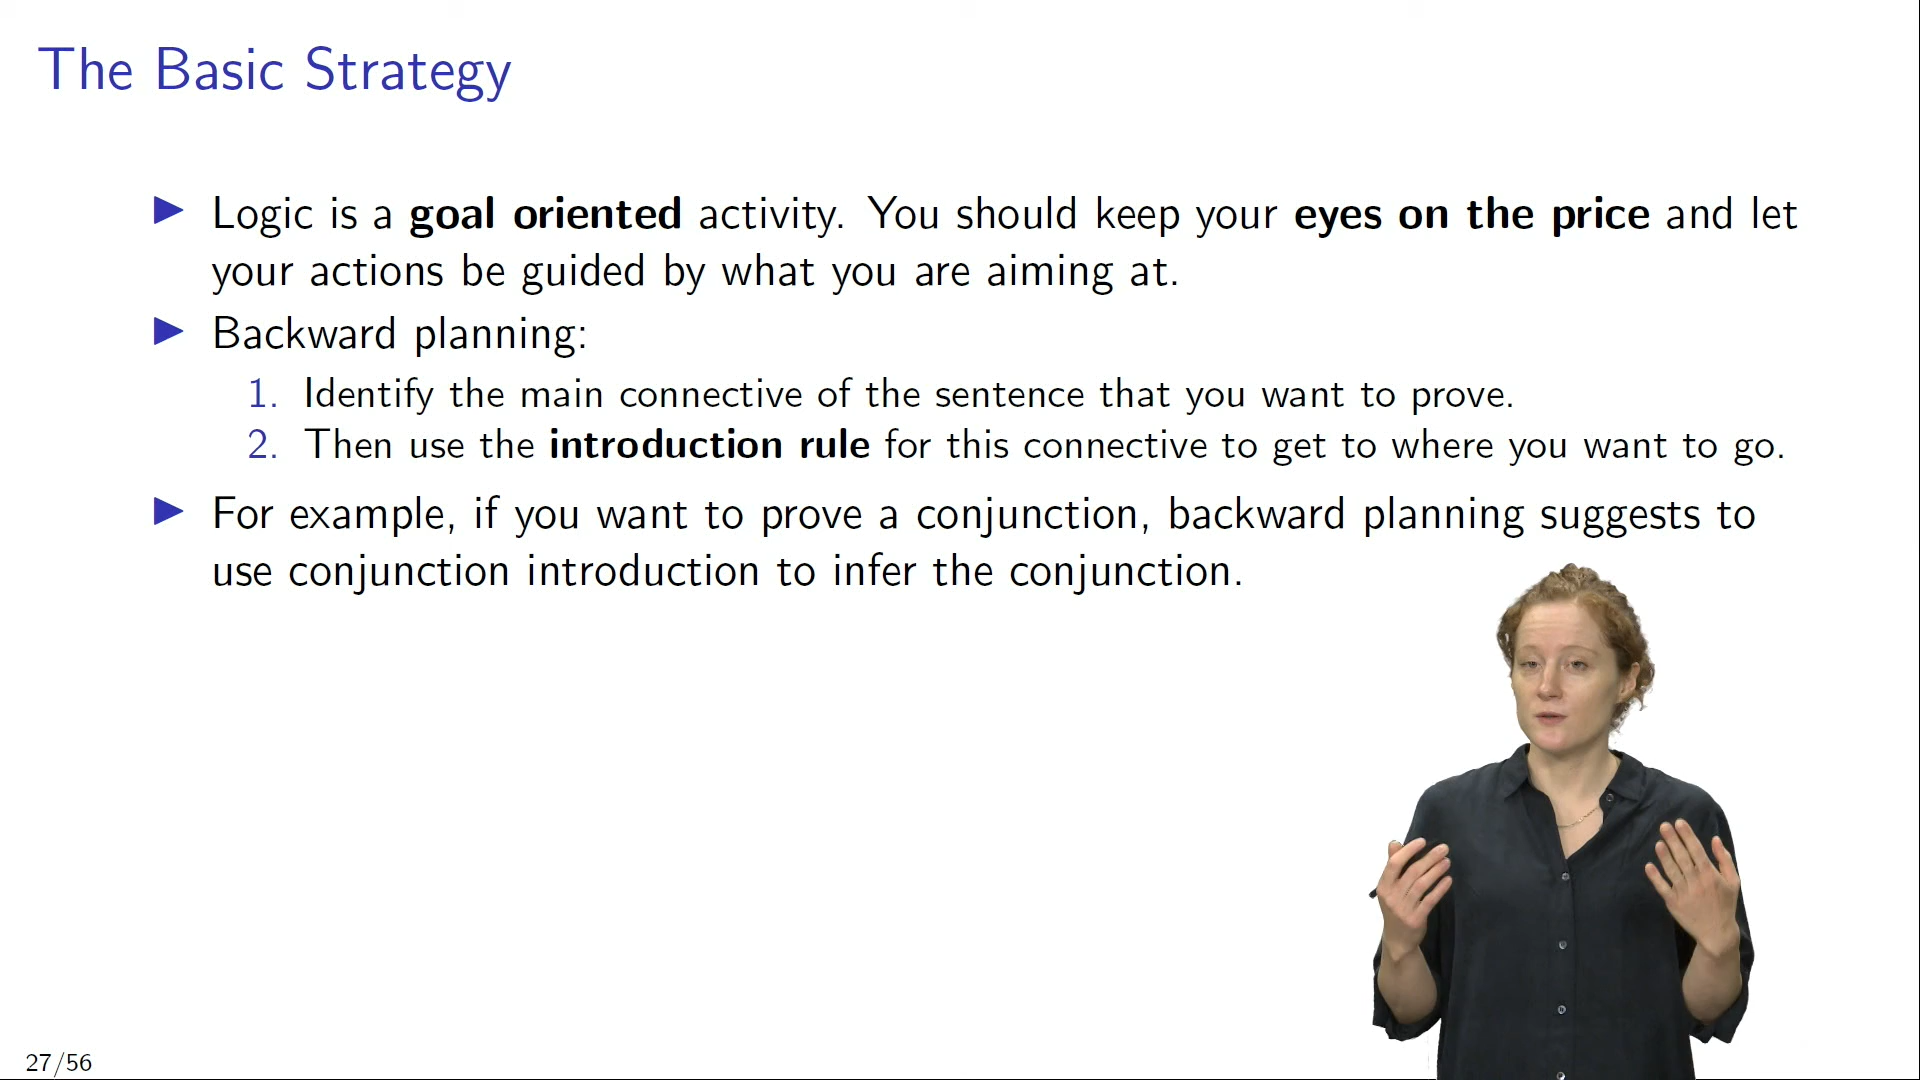 The Basic Strategy
▶ Logic is a goal oriented activity. You should keep your eyes on the price and let
your actions be guided by what you are aiming at.
▶ Backward planning:
1. Identify the main connective of the sentence that you want to prove.
2. Then use the introduction rule for this connective to get to where you want to go.
▶ For example, if you want to prove a conjunction, backward planning suggests to
use conjunction introduction to infer the conjunction.
27/56